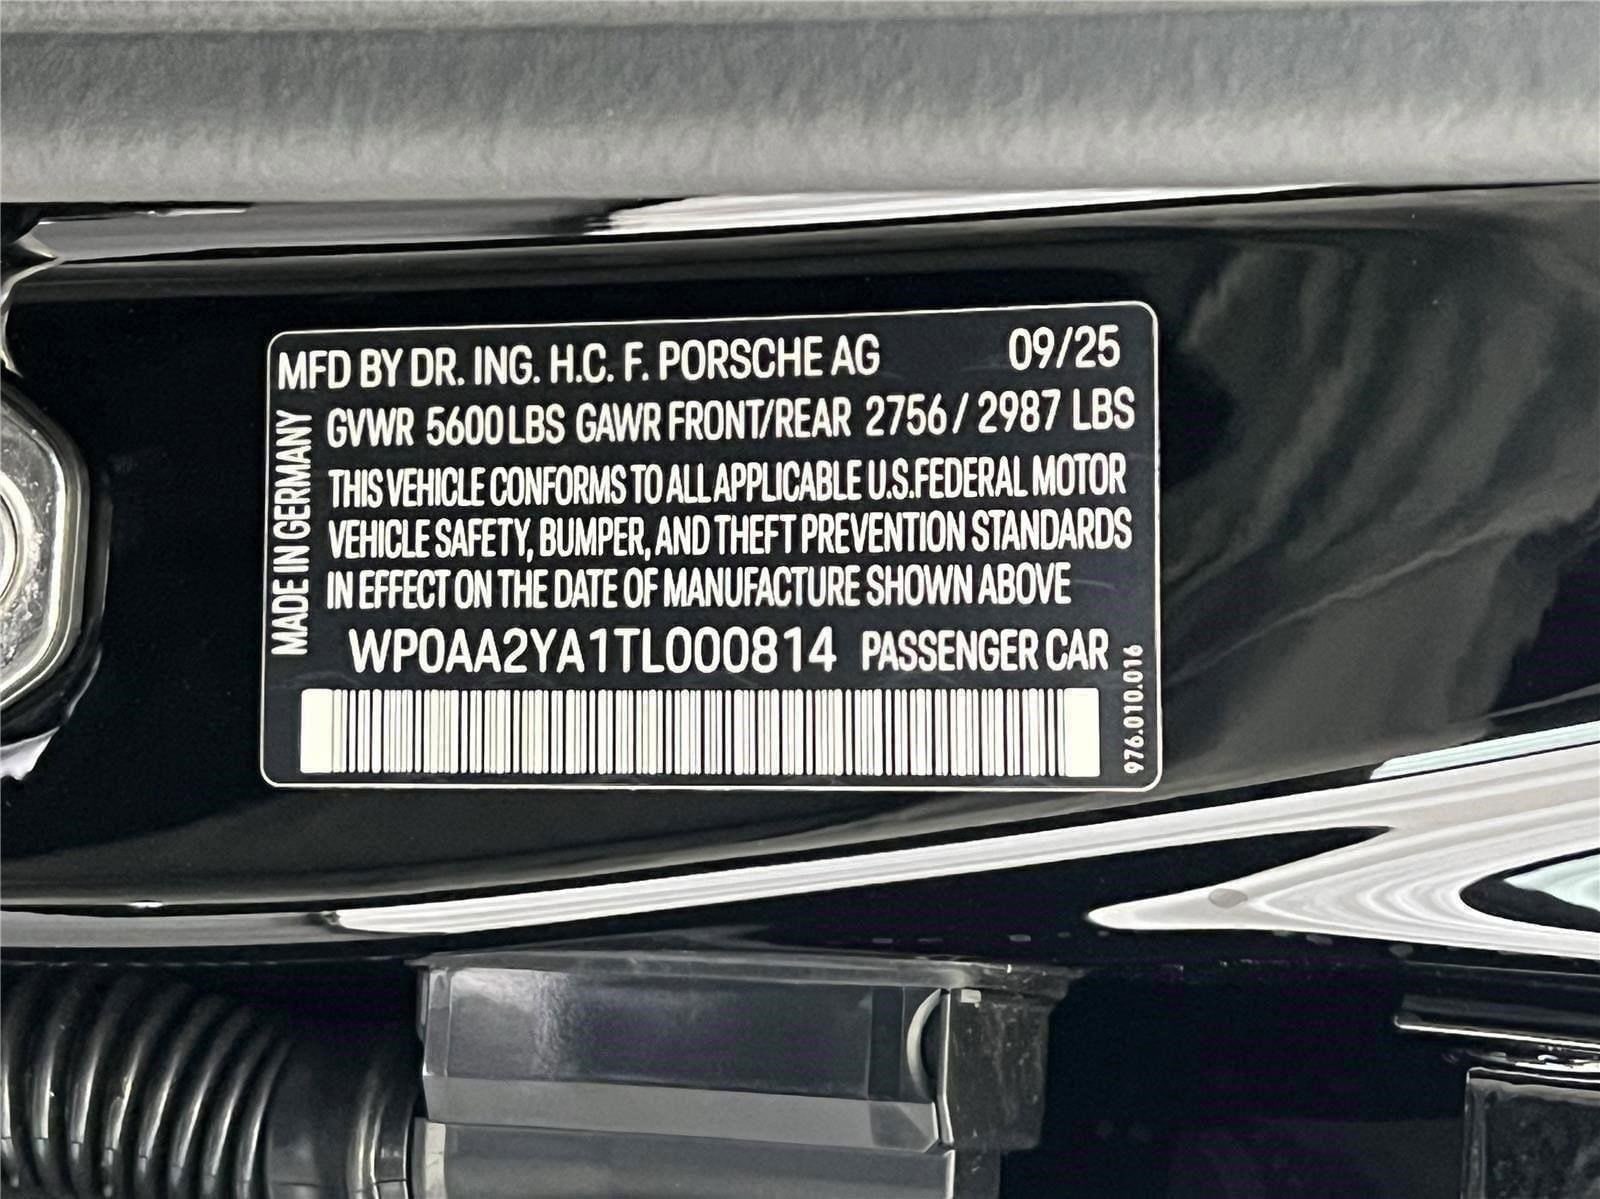 MFD BY DR. ING. H.C. F. PORSCHE AG 09/25
GVWR 5600 LBS GAWR FRONT/REAR 2756 / 2987 LBS
THIS VEHICLE CONFORMS TO ALL APPLICABLE U.S.FEDERAL MOTOR
VEHICLE SAFETY, BUMPER, AND THEFT PREVENTION STANDARDS
IN EFFECT ON THE DATE OF MANUFACTURE SHOWN ABOVE
WP0AA2YA1TL000814 PASSENGER CAR
MADE IN GERMANY
976.010.016